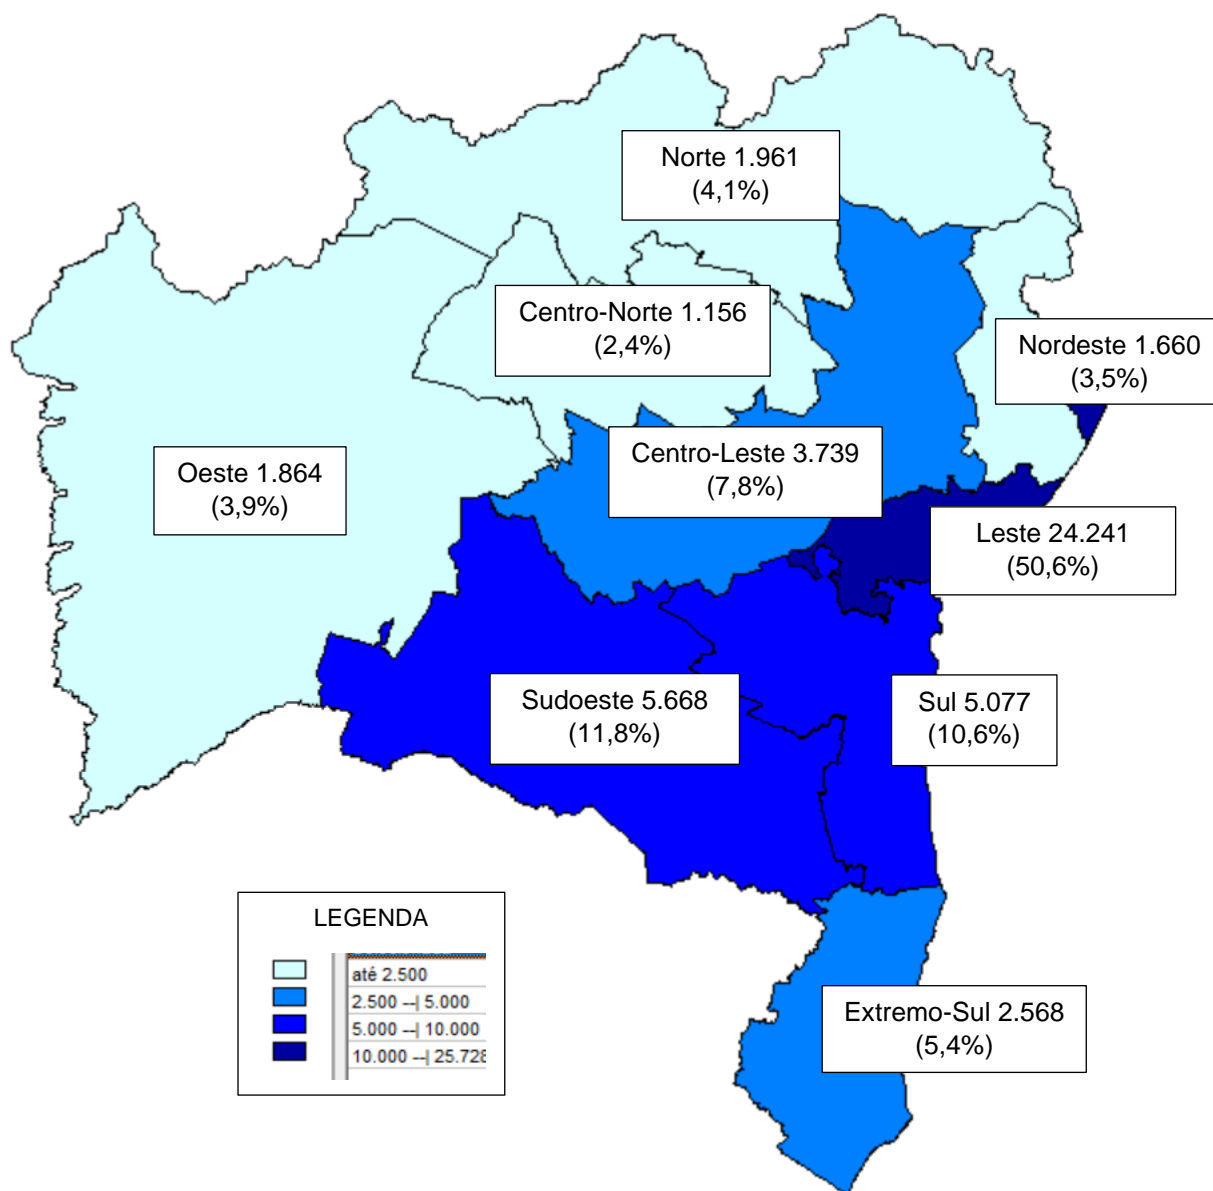 Norte 1.961
(4,1%)
Centro-Norte 1.156
(2,4%)
Nordeste 1.660
(3,5%)
Oeste 1.864
(3,9%)
Centro-Leste 3.739
(7,8%)
Leste 24.241
(50,6%)
Sudoeste 5.668
(11,8%)
Sul 5.077
(10,6%)
Extremo-Sul 2.568
(5,4%)
LEGENDA
até 2.500
2.500 --| 5.000
5.000 --| 10.000
10.000 --| 25.728